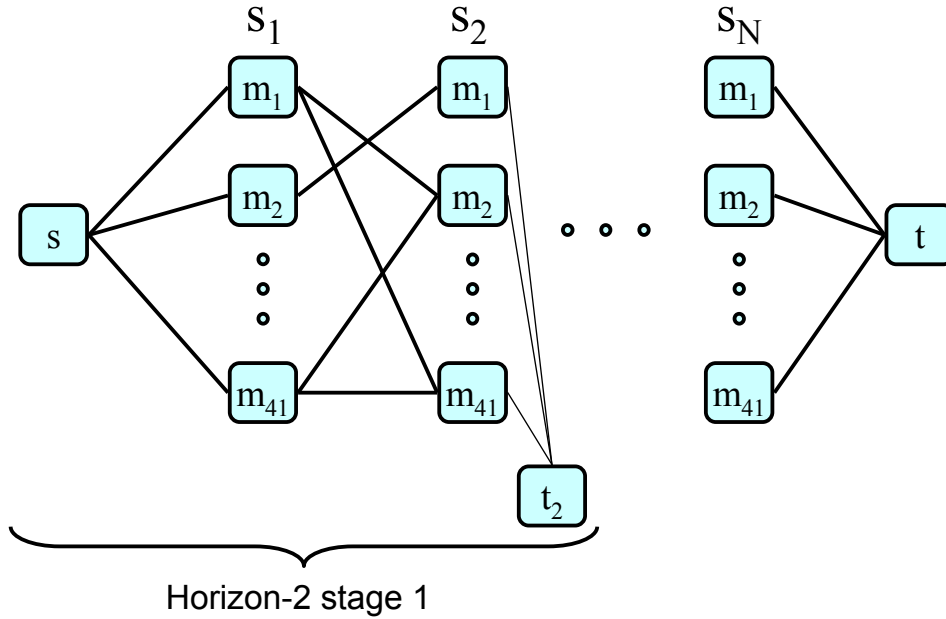 s1 s2 sN
m1 m1 m1
m2 m2 m2
s t
m41 m41 m41
t2
Horizon-2 stage 1